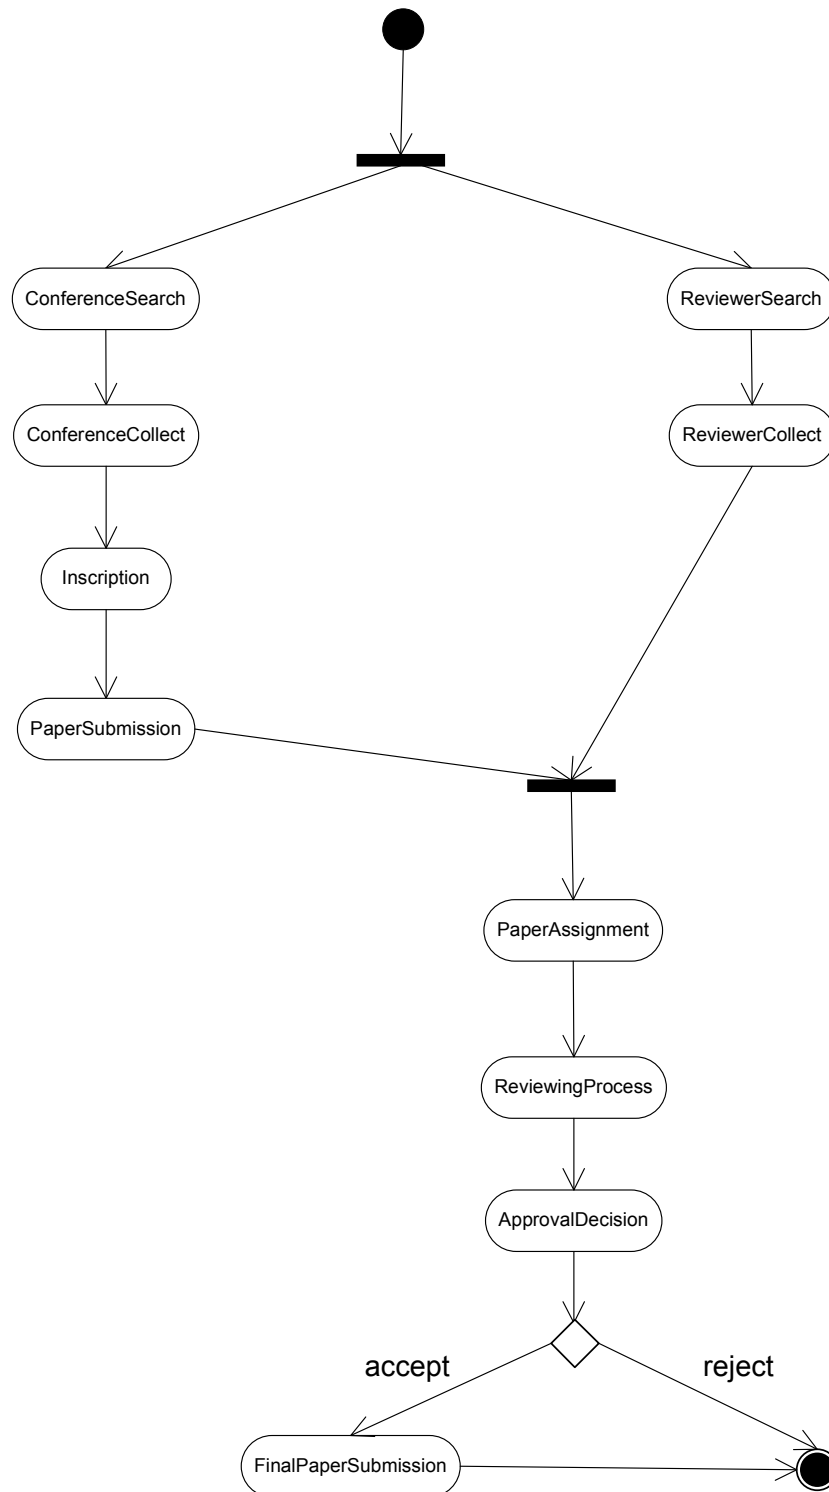 ConferenceSearch
ReviewerSearch
ConferenceCollect
ReviewerCollect
Inscription
PaperSubmission
PaperAssignment
ReviewingProcess
ApprovalDecision
accept
reject
FinalPaperSubmission